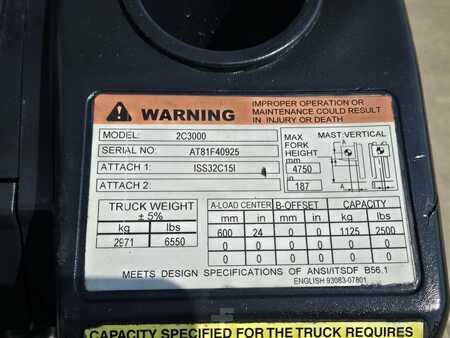 WARNING
IMPROPER OPERATION OR
MAINTENANCE COULD RESULT
IN INJURY OR DEATH
MODEL: 2C3000
SERIAL NO: AT81F40925
ATTACH 1: ISS32C15I
ATTACH 2:
MAX
FORK
HEIGHT
mm
4750
in
187
MAST:VERTICAL
A
B
A
TRUCK WEIGHT
± 5%
kg lbs
2971 6550
A-LOAD CENTER B-OFFSET CAPACITY
mm in mm in kg lbs
600 24 0 0 1125 2500
0 0 0 0 0 0
0 0 0 0 0 0
MEETS DESIGN SPECIFICATIONS OF ANSI/ITSDF B56.1
ENGLISH 93083-07801
CAPACITY SPECIFIED FOR THE TRUCK REQUIRES